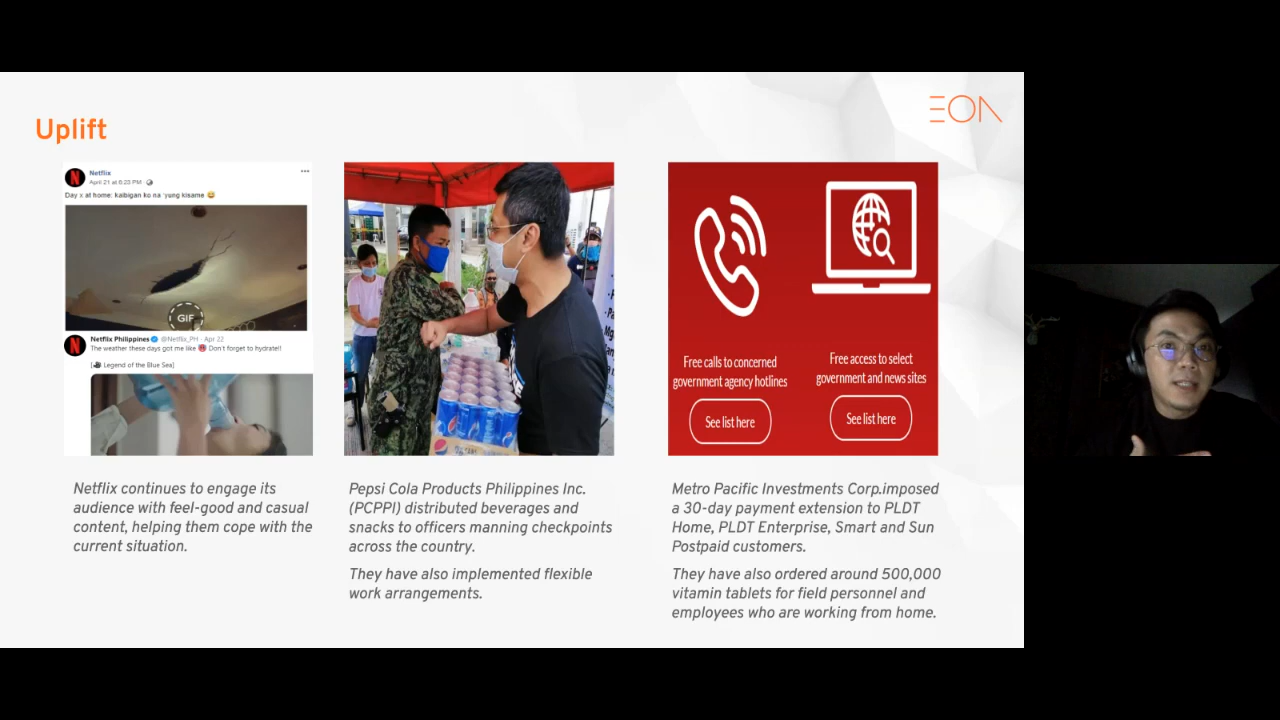 EON
Uplift
Netflix
April 21 at 6:25 PM ·
Day x at home: kaibigan ko na 'yung kisame
GIF
Netflix Philippines @Netflix_PH · Apr 22
The weather these days got me like Don't forget to hydrate!!
[ Legend of the Blue Sea]
Netflix continues to engage its
audience with feel-good and casual
content, helping them cope with the
current situation.
pepsi
Pepsi Cola Products Philippines Inc.
(PCPPI) distributed beverages and
snacks to officers manning checkpoints
across the country.
They have also implemented flexible
work arrangements.
Free calls to concerned
government agency hotlines
See list here
Free access to select
government and news sites
See list here
Metro Pacific Investments Corp.imposed
a 30-day payment extension to PLDT
Home, PLDT Enterprise, Smart and Sun
Postpaid customers.
They have also ordered around 500,000
vitamin tablets for field personnel and
employees who are working from home.